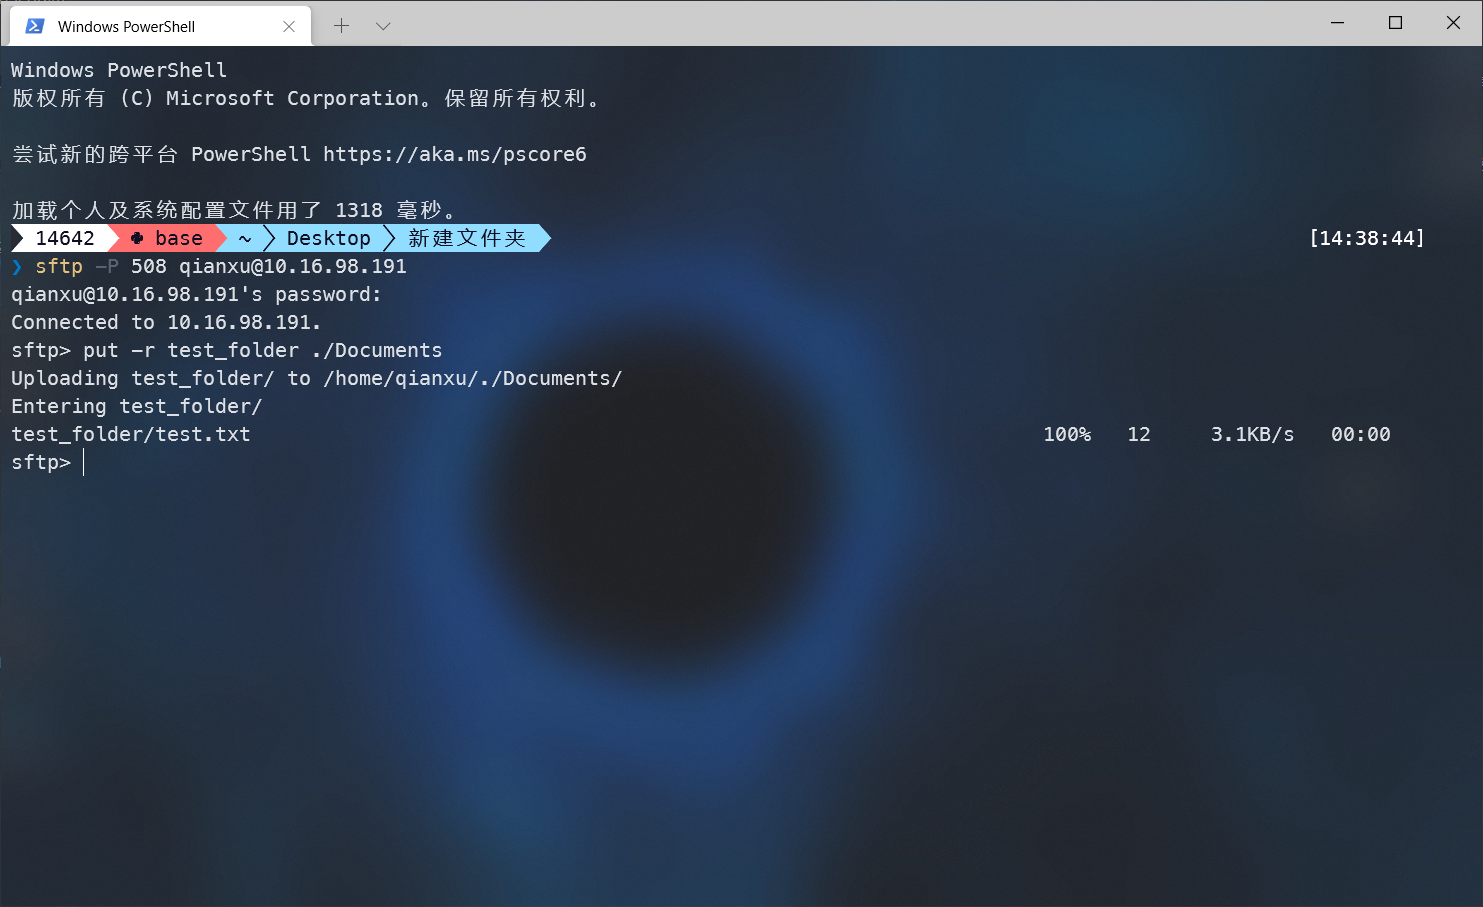 Windows PowerShell
Windows PowerShell
版权所有 (C) Microsoft Corporation。保留所有权利。
尝试新的跨平台 PowerShell https://aka.ms/pscore6
加载个人及系统配置文件用了 1318 毫秒。
14642 base ~ Desktop 新建文件夹 [14:38:44]
❯ sftp -P 508 qianxu@10.16.98.191
qianxu@10.16.98.191's password:
Connected to 10.16.98.191.
sftp> put -r test_folder ./Documents
Uploading test_folder/ to /home/qianxu/./Documents/
Entering test_folder/
test_folder/test.txt 100% 12 3.1KB/s 00:00
sftp>